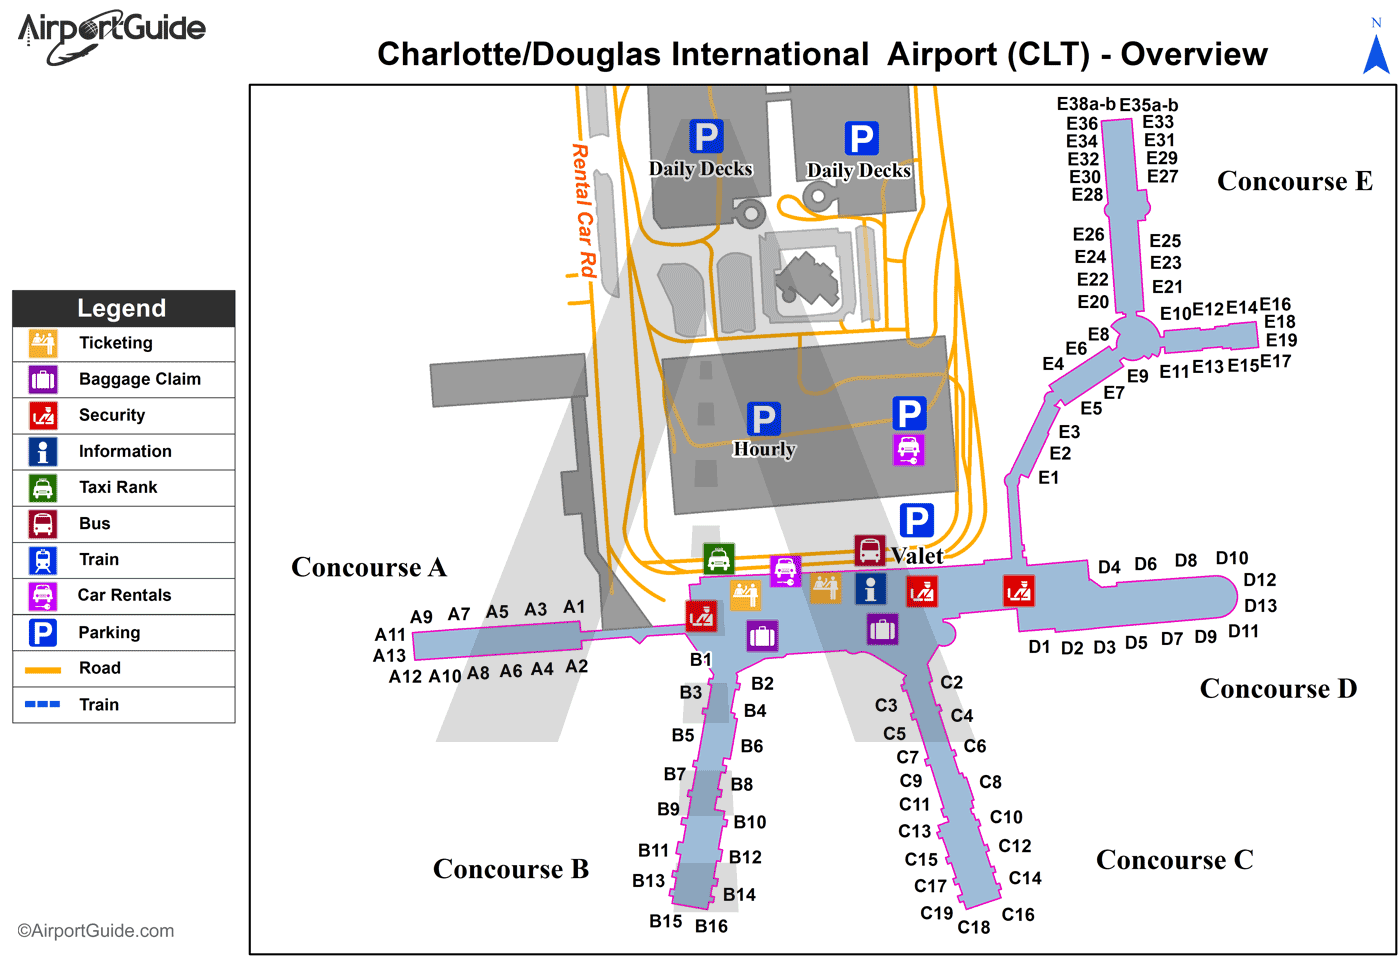 AirportGuide
Charlotte/Douglas International Airport (CLT) - Overview
N
Legend
Ticketing
Baggage Claim
Security
Information
Taxi Rank
Bus
Train
Car Rentals
Parking
Road
Train
©AirportGuide.com
Rental Car Rd
P
Daily Decks
P
Daily Decks
P
Hourly
P
P
Valet
Concourse E
E38a-b E35a-b
E36 E33
E34 E31
E32 E29
E30 E27
E28
E26 E25
E24 E23
E22 E21
E20
E10 E12 E14 E16
E8 E18
E6 E19
E4 E9 E11 E13 E15 E17
E7
E5
E3
E2
E1
Concourse A
A9 A7 A5 A3 A1
A11
A13
A12 A10 A8 A6 A4 A2
D4 D6 D8 D10
D12
D13
D1 D2 D3 D5 D7 D9 D11
Concourse D
B1
B3 B2
B4
B5 B6
B7 B8
B9 B10
B11 B12
B13 B14
B15 B16
Concourse B
C2
C3 C4
C5 C6
C7 C8
C9
C11 C10
C13 C12
C15 C14
C17
C19 C18 C16
Concourse C